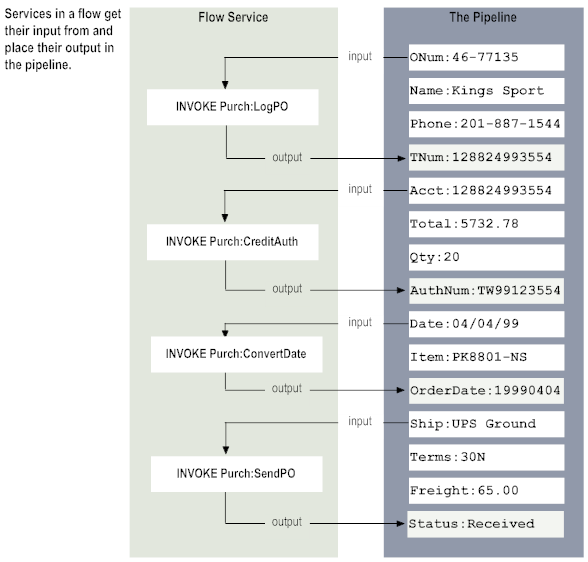 Services in a flow get
their input from and
place their output in
the pipeline.
Flow Service
The Pipeline
input
ONum:46-77135
Name:Kings Sport
INVOKE Purch:LogPO
Phone:201-887-1544
output
TNum:128824993554
input
Acct:128824993554
Total:5732.78
INVOKE Purch:CreditAuth
Qty:20
output
AuthNum:TW99123554
input
Date:04/04/99
INVOKE Purch:ConvertDate
Item:PK8801-NS
output
OrderDate:19990404
input
Ship:UPS Ground
Terms:30N
INVOKE Purch:SendPO
Freight:65.00
output
Status:Received